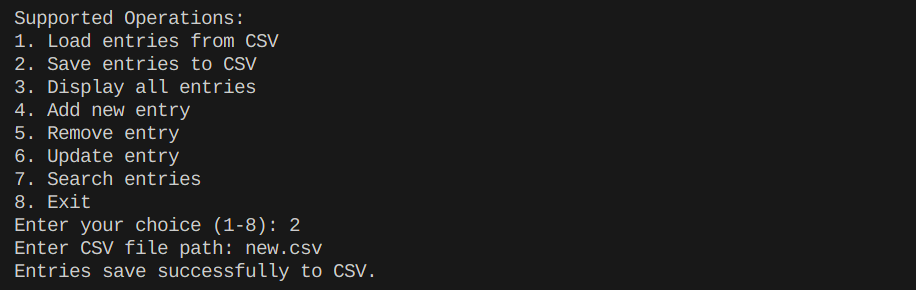 Supported Operations:
1. Load entries from CSV
2. Save entries to CSV
3. Display all entries
4. Add new entry
5. Remove entry
6. Update entry
7. Search entries
8. Exit
Enter your choice (1-8): 2
Enter CSV file path: new.csv
Entries save successfully to CSV.